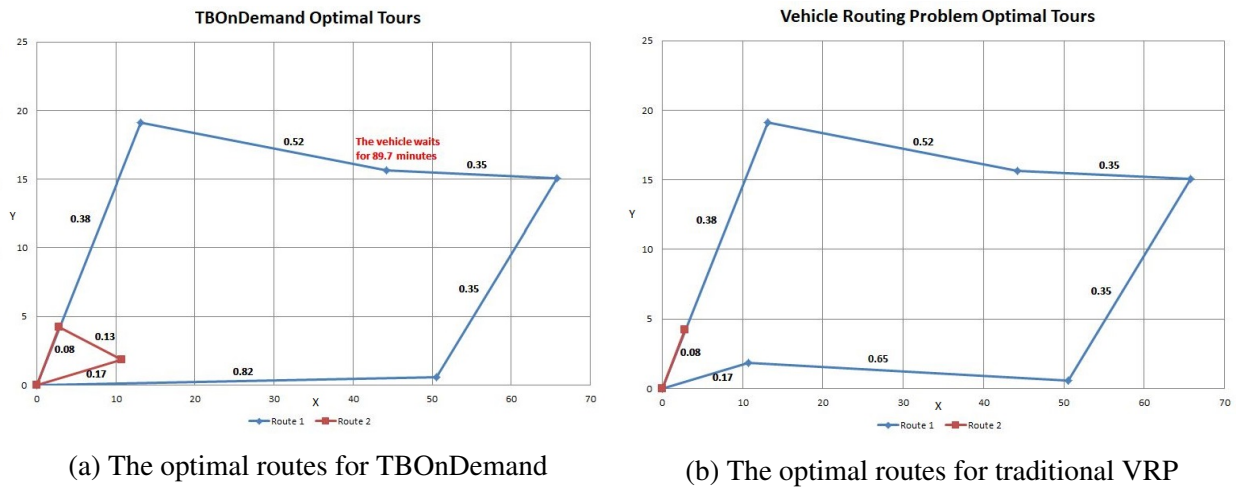 TBOnDemand Optimal Tours
25
20
15
10
5
0
Y
0 10 20 30 40 50 60 70
X
0.38
0.52
The vehicle waits
for 89.7 minutes
0.35
0.35
0.13
0.08
0.17
0.82
Route 1 Route 2
(a) The optimal routes for TBOnDemand
Vehicle Routing Problem Optimal Tours
25
20
15
10
5
0
Y
0 10 20 30 40 50 60 70
X
0.38
0.52
0.35
0.35
0.08
0.17
0.65
Route 1 Route 2
(b) The optimal routes for traditional VRP